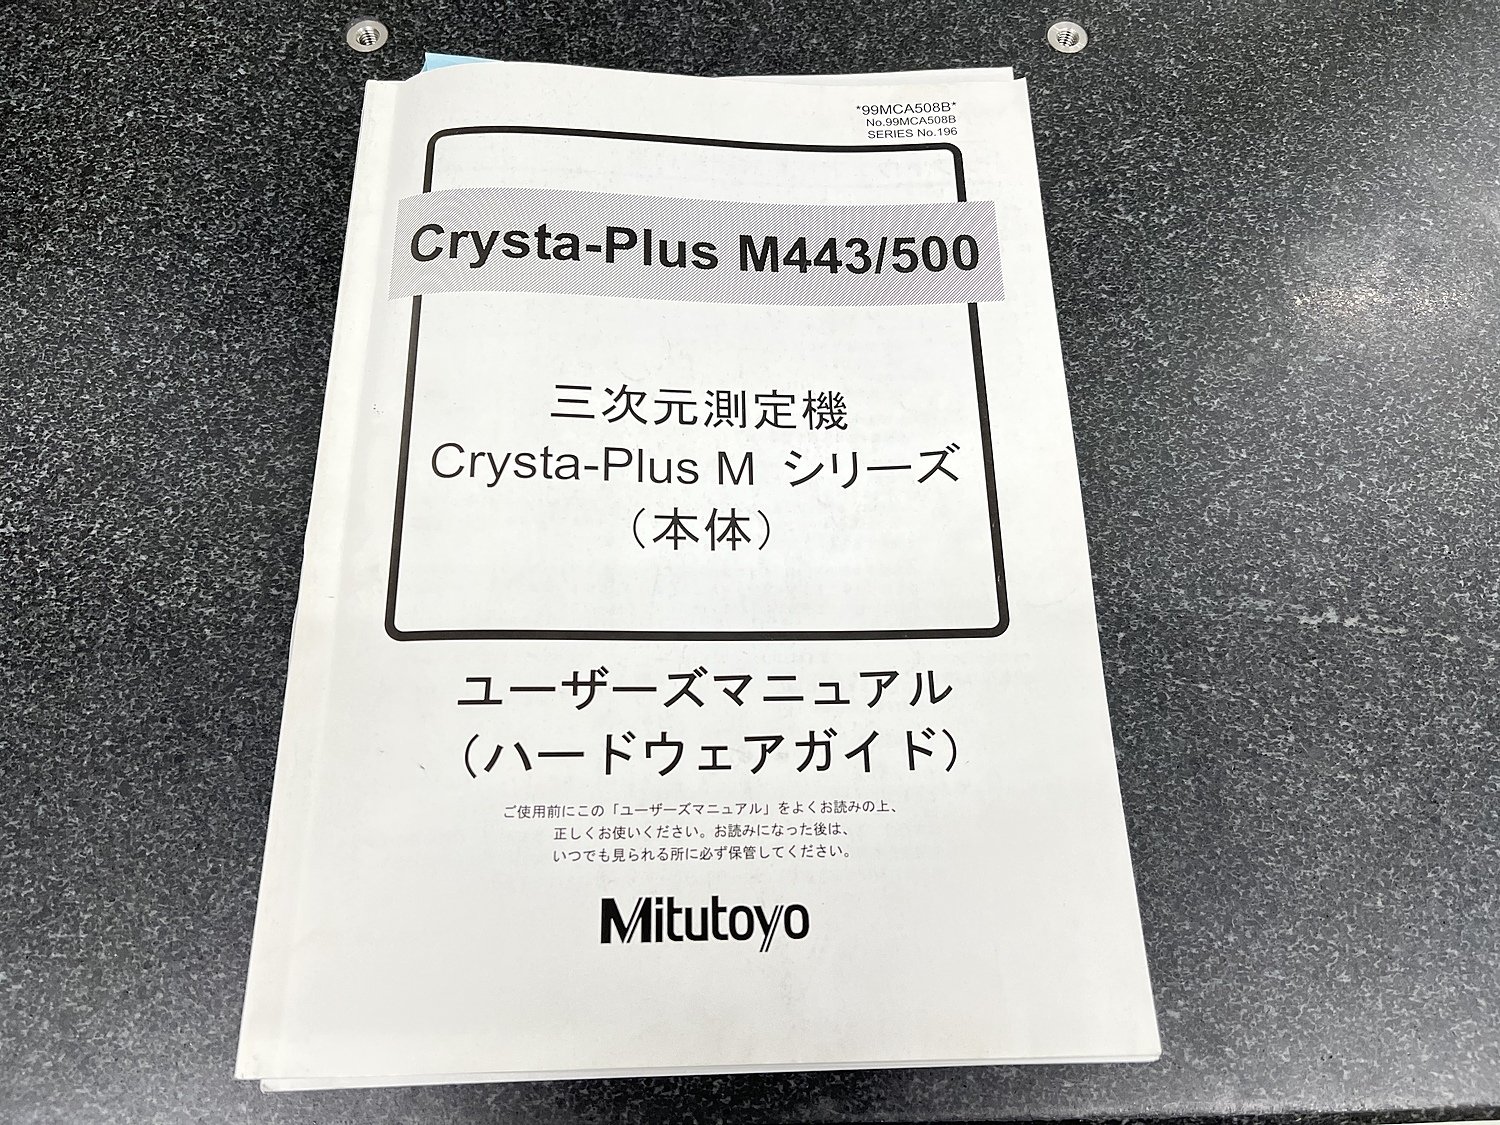 *99MCA508B*
No.99MCA508B
SERIES No.196
Crysta-Plus M443/500
三次元測定機
Crysta-Plus M シリーズ
（本体）
ユーザーズマニュアル
（ハードウェアガイド）
ご使用前にこの「ユーザーズマニュアル」をよくお読みの上、
正しくお使いください。お読みになった後は、
いつでも見られる所に必ず保管してください。
Mitutoyo